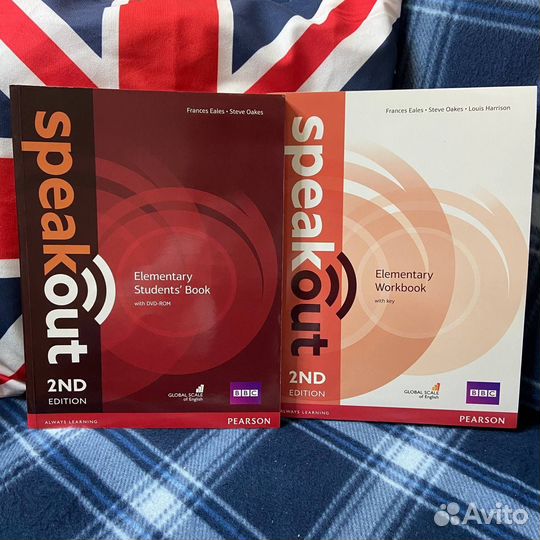 Frances Eales • Steve Oakes
speakout
Elementary
Students' Book
with DVD-ROM
2ND
EDITION
GLOBAL SCALE
of English
BBC
ALWAYS LEARNING
PEARSON
Frances Eales • Steve Oakes • Louis Harrison
speakout
Elementary
Workbook
with key
2ND
EDITION
GLOBAL SCALE
of English
BBC
ALWAYS LEARNING
PEARSON
Avito